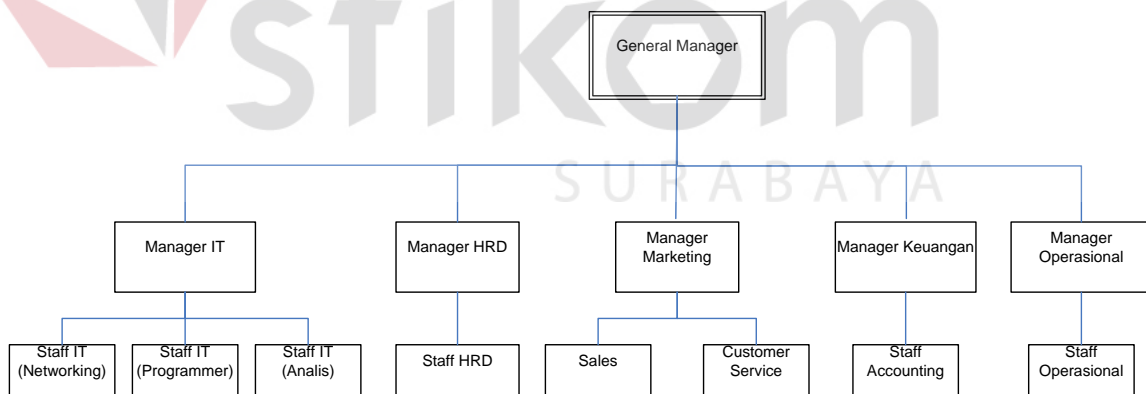 STIKOM
SURABAYA
General Manager
Manager IT
Manager HRD
Manager
Marketing
Manager Keuangan
Manager
Operasional
Staff IT
(Networking)
Staff IT
(Programmer)
Staff IT
(Analis)
Staff HRD
Sales
Customer
Service
Staff
Accounting
Staff
Operasional